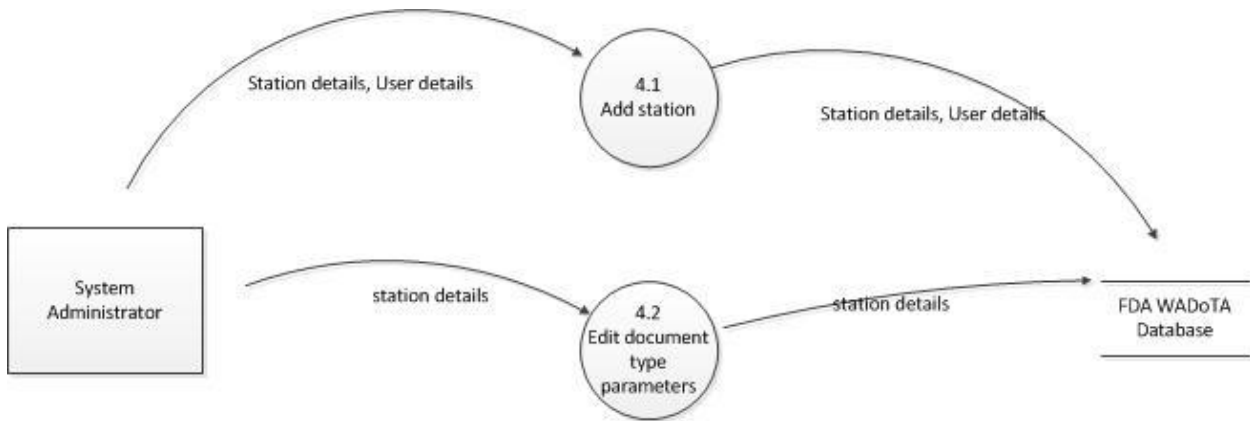 4.1
Add station
Station details, User details
Station details, User details
System
Administrator
station details
4.2
Edit document
type
parameters
station details
FDA WADoTA
Database